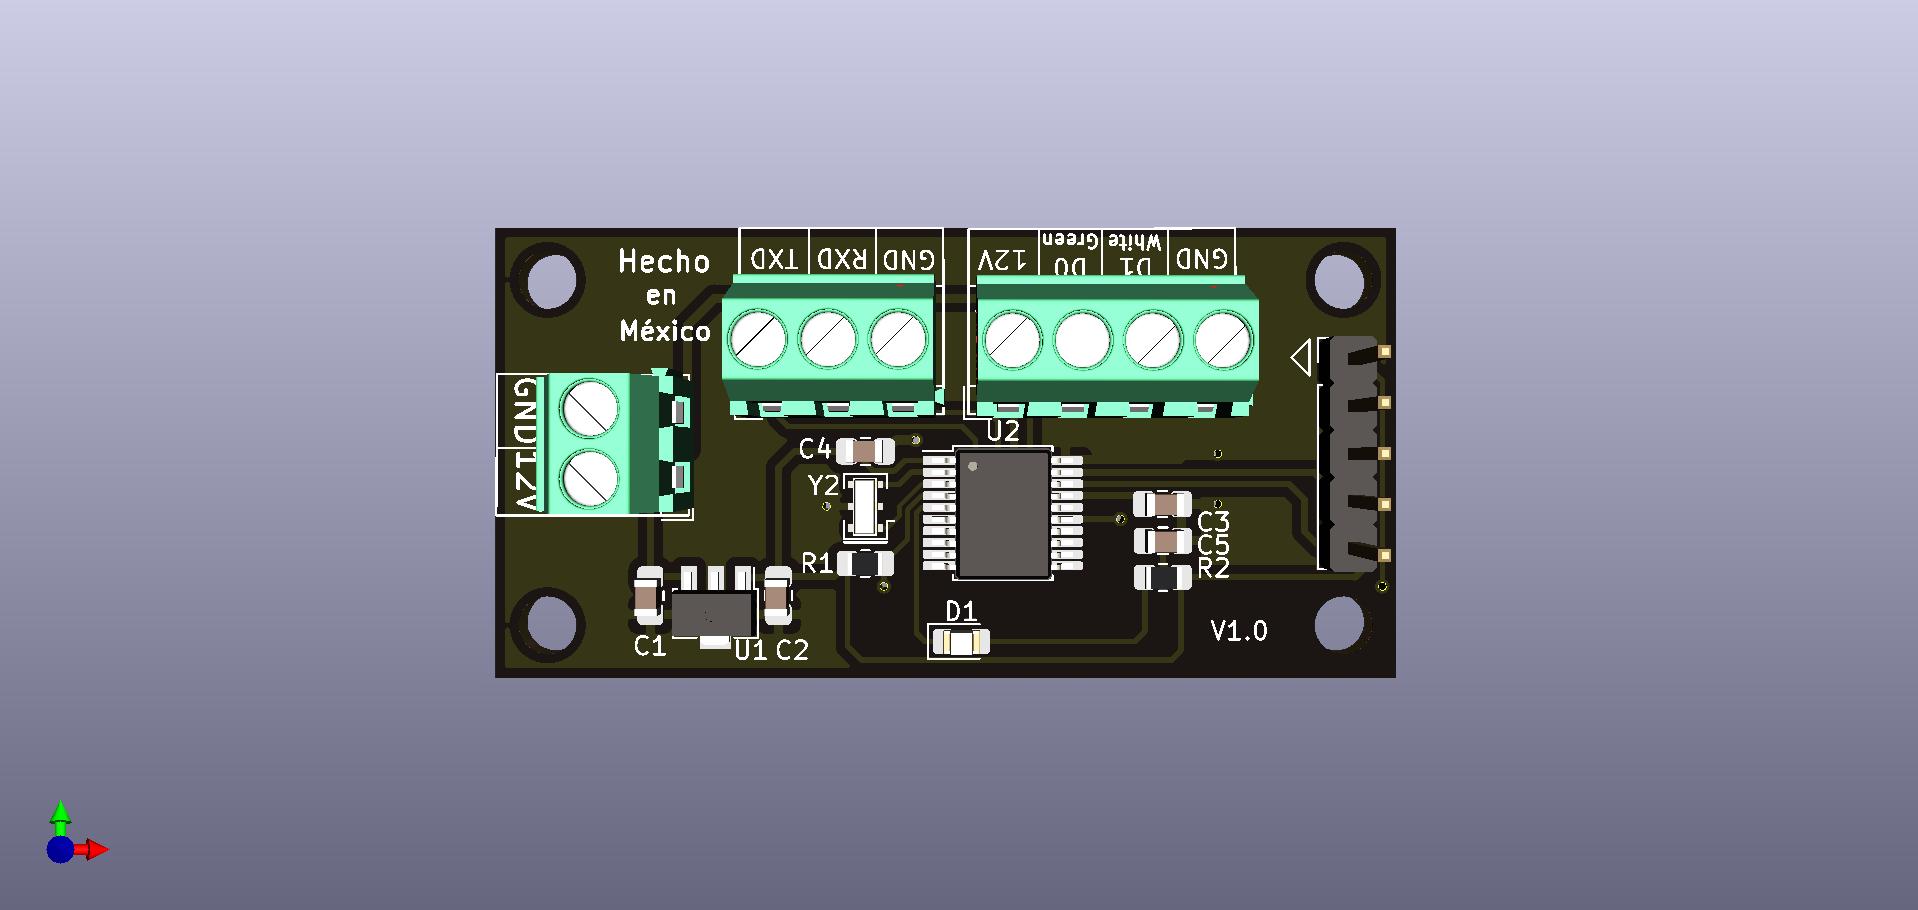 V1.0
D1
C2
U1
C1
R2
C5
C3
R1
Y2
C4
U2
12V
GND
GND
D1
White
D0
Green
12V
GND
RXD
TXD
Hecho
en
México